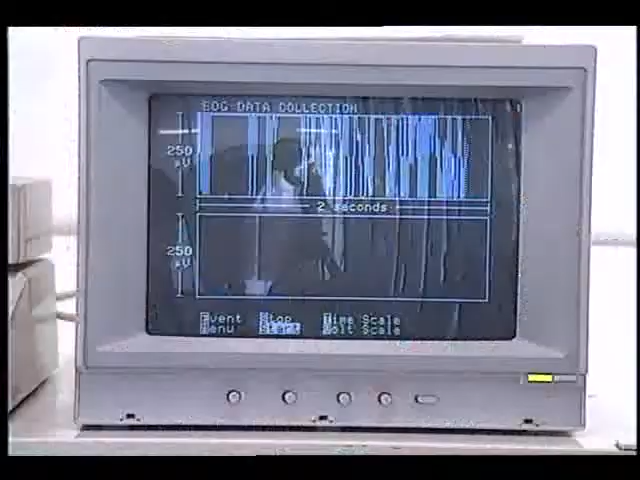 EOG DATA COLLECTION
250
µV
2 seconds
250
µV
Event Stop Time Scale
Menu Start Volt Scale